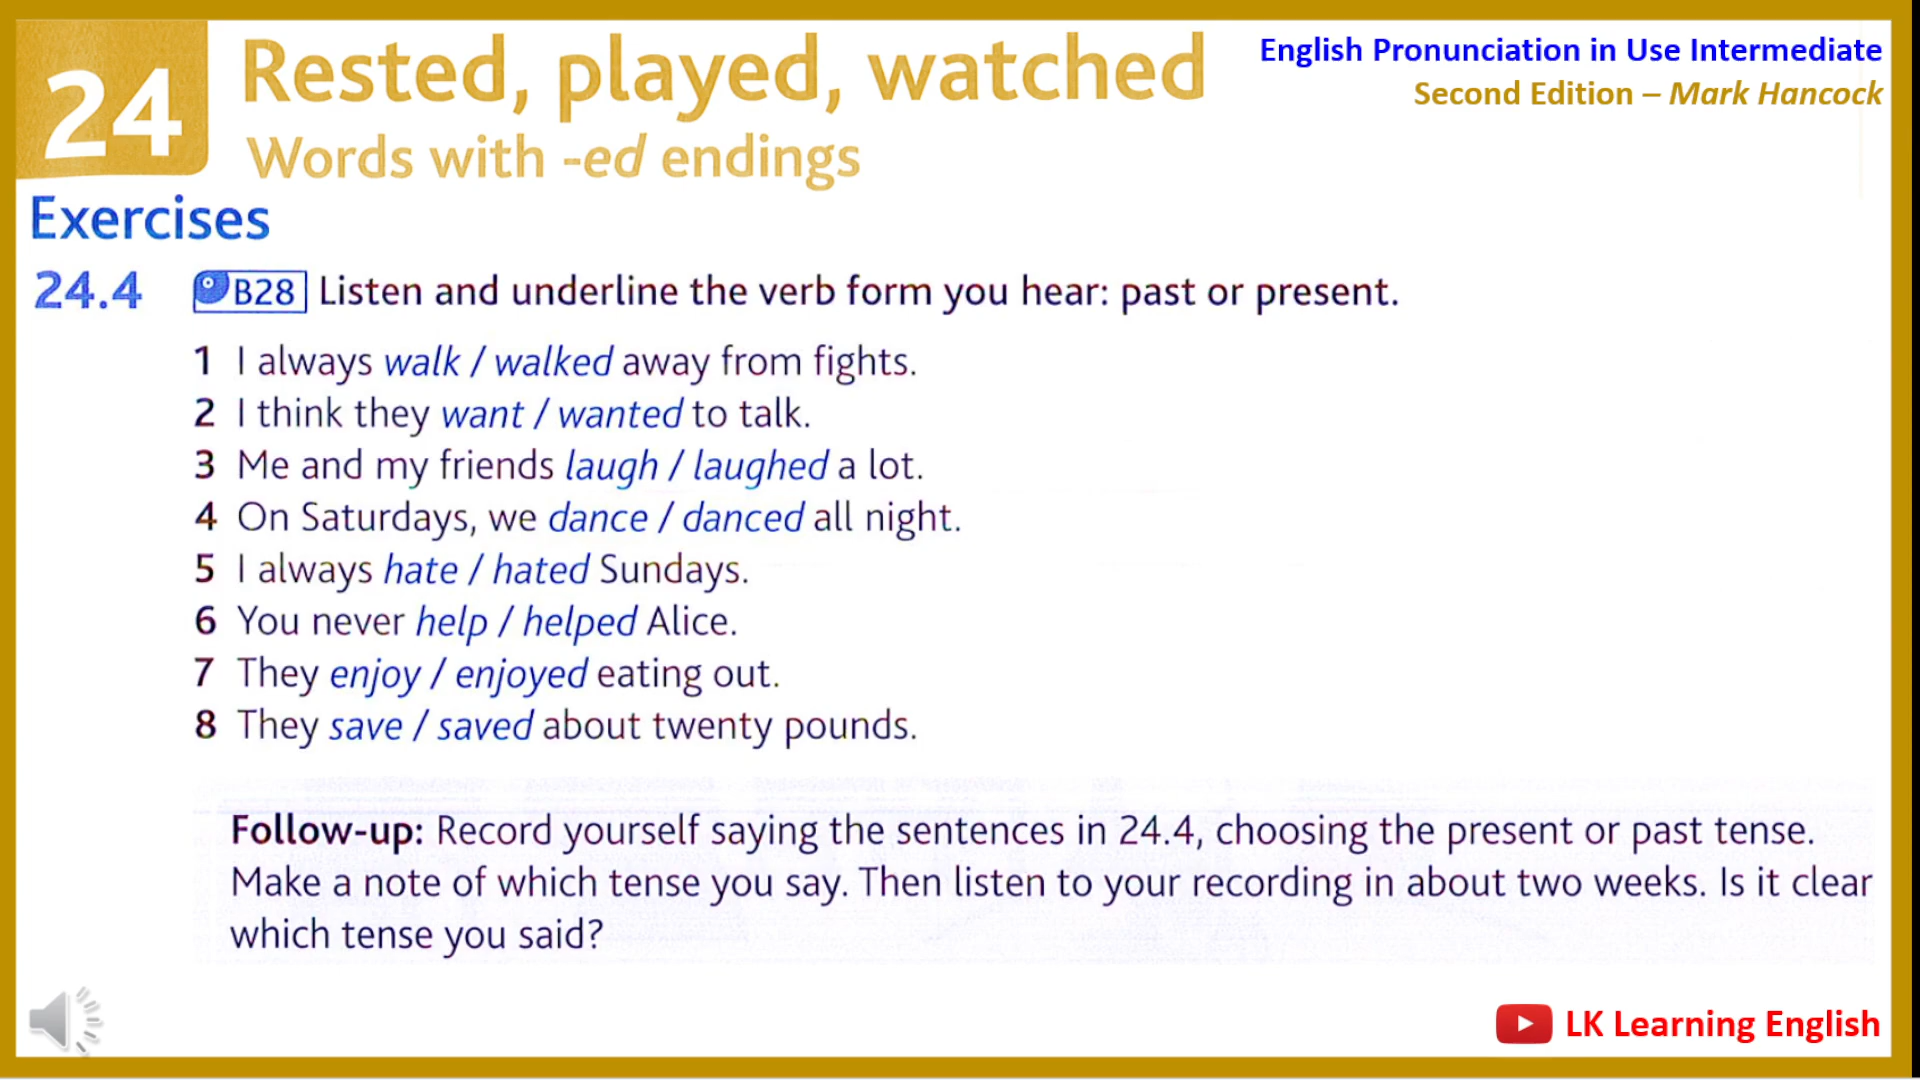 24
Rested, played, watched
Words with -ed endings
English Pronunciation in Use Intermediate
Second Edition – Mark Hancock
Exercises
24.4 B28 Listen and underline the verb form you hear: past or present.
1 I always walk / walked away from fights.
2 I think they want / wanted to talk.
3 Me and my friends laugh / laughed a lot.
4 On Saturdays, we dance / danced all night.
5 I always hate / hated Sundays.
6 You never help / helped Alice.
7 They enjoy / enjoyed eating out.
8 They save / saved about twenty pounds.
Follow-up: Record yourself saying the sentences in 24.4, choosing the present or past tense.
Make a note of which tense you say. Then listen to your recording in about two weeks. Is it clear
which tense you said?
LK Learning English